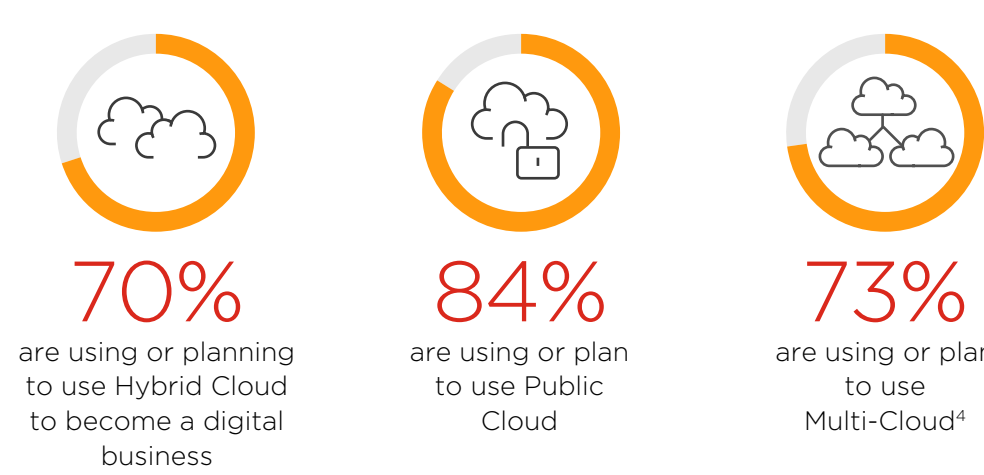 70%
are using or planning
to use Hybrid Cloud
to become a digital
business
84%
are using or plan
to use Public
Cloud
73%
are using or plan
to use
Multi-Cloud⁴